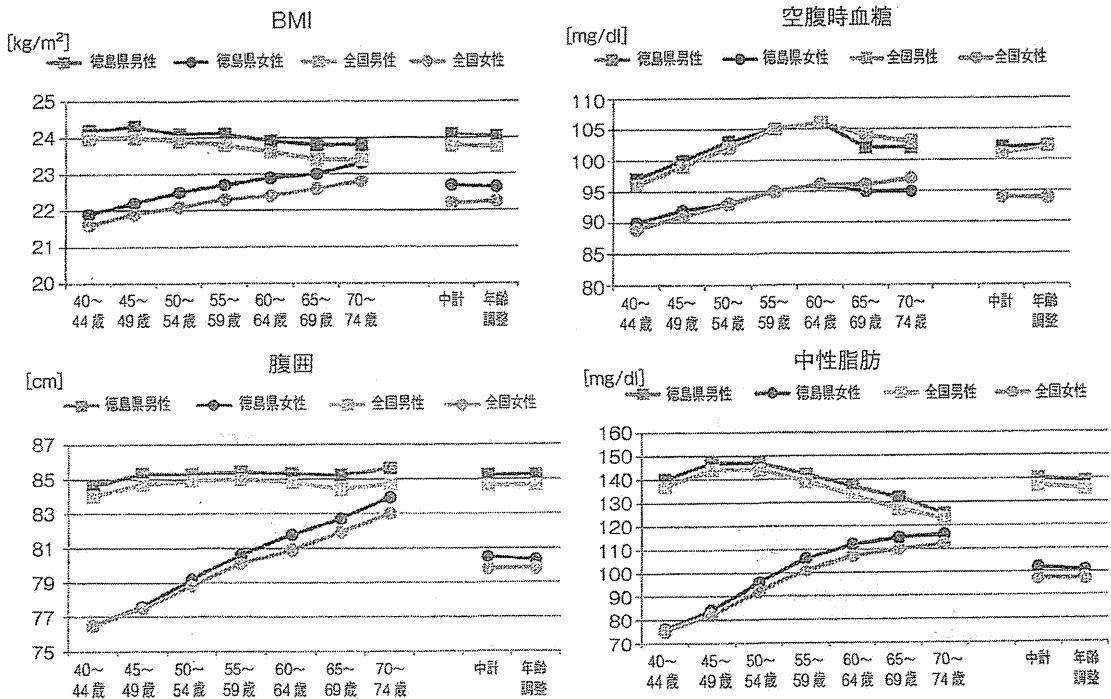 BMI
[kg/m²]
徳島県男性 徳島県女性 全国男性 全国女性
25
24
23
22
21
20
40～ 45～ 50～ 55～ 60～ 65～ 70～ 中計 年齢
44歳 49歳 54歳 59歳 64歳 69歳 74歳 調整
空腹時血糖
[mg/dl]
徳島県男性 徳島県女性 全国男性 全国女性
110
105
100
95
90
85
80
40～ 45～ 50～ 55～ 60～ 65～ 70～ 中計 年齢
44歳 49歳 54歳 59歳 64歳 69歳 74歳 調整
腹囲
[cm]
徳島県男性 徳島県女性 全国男性 全国女性
87
85
83
81
79
77
75
40～ 45～ 50～ 55～ 60～ 65～ 70～ 中計 年齢
44歳 49歳 54歳 59歳 64歳 69歳 74歳 調整
中性脂肪
[mg/dl]
徳島県男性 徳島県女性 全国男性 全国女性
160
150
140
130
120
110
100
90
80
70
40～ 45～ 50～ 55～ 60～ 65～ 70～ 中計 年齢
44歳 49歳 54歳 59歳 64歳 69歳 74歳 調整